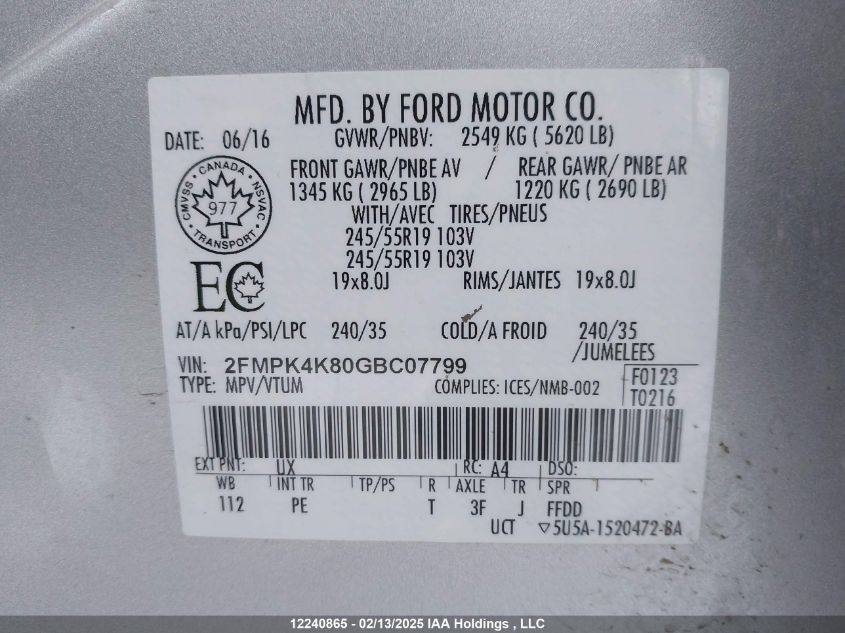 MFD. BY FORD MOTOR CO.
DATE: 06/16 GVWR/PNBV: 2549 KG ( 5620 LB)
FRONT GAWR/PNBE AV / REAR GAWR/ PNBE AR
1345 KG ( 2965 LB) 1220 KG ( 2690 LB)
WITH/AVEC TIRES/PNEUS
245/55R19 103V
245/55R19 103V
19x8.0J RIMS/JANTES 19x8.0J
CANADA
CMVSS 977 NSVAC
TRANSPORT
EC
AT/A kPa/PSI/LPC 240/35 COLD/A FROID 240/35
/JUMELEES
VIN: 2FMPK4K80GBC07799
TYPE: MPV/VTUM COMPLIES: ICES/NMB-002
F0123
T0216
EXT PNT: UX RC: A4 DSO:
WB INT TR TP/PS R AXLE TR SPR
112 PE T 3F J FFDD
UCT ▽5U5A-1520472-BA
12240865 - 02/13/2025 IAA Holdings , LLC